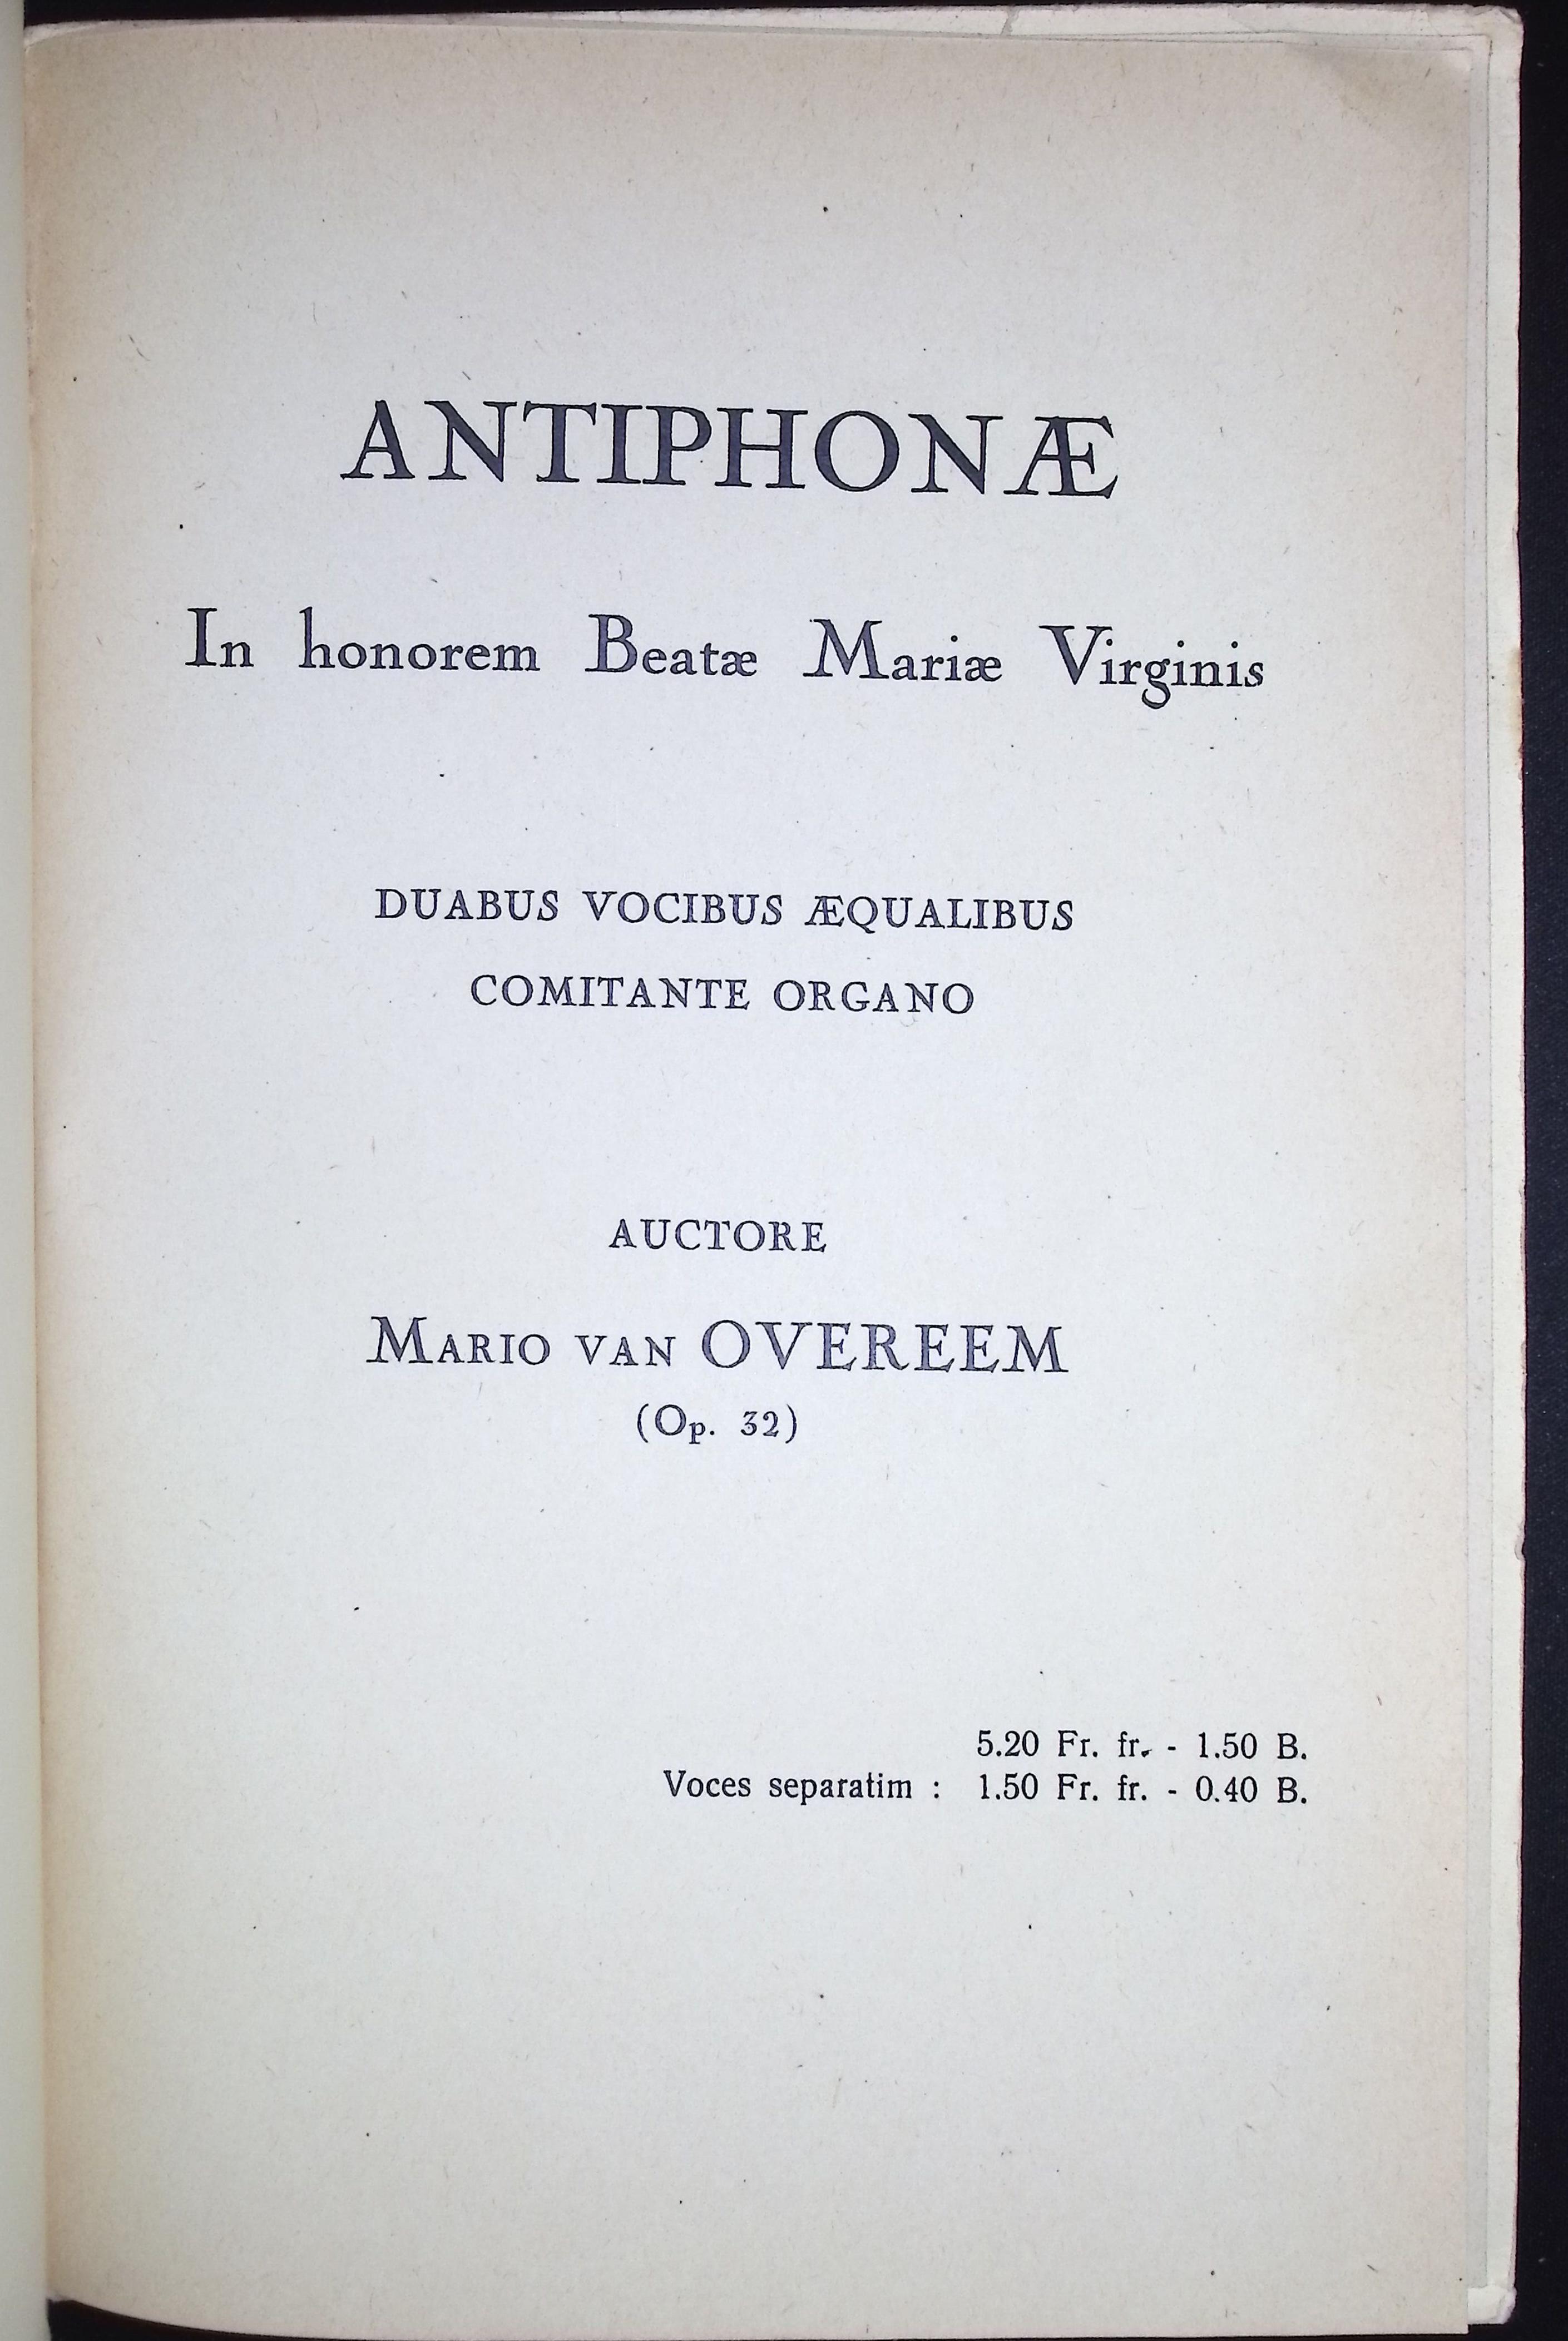 ANTIPHONÆ
In honorem Beatæ Mariæ Virginis
DUABUS VOCIBUS ÆQUALIBUS
COMITANTE ORGANO
AUCTORE
MARIO VAN OVEREEM
(Op. 32)
5.20 Fr. fr. - 1.50 B.
Voces separatim : 1.50 Fr. fr. - 0.40 B.